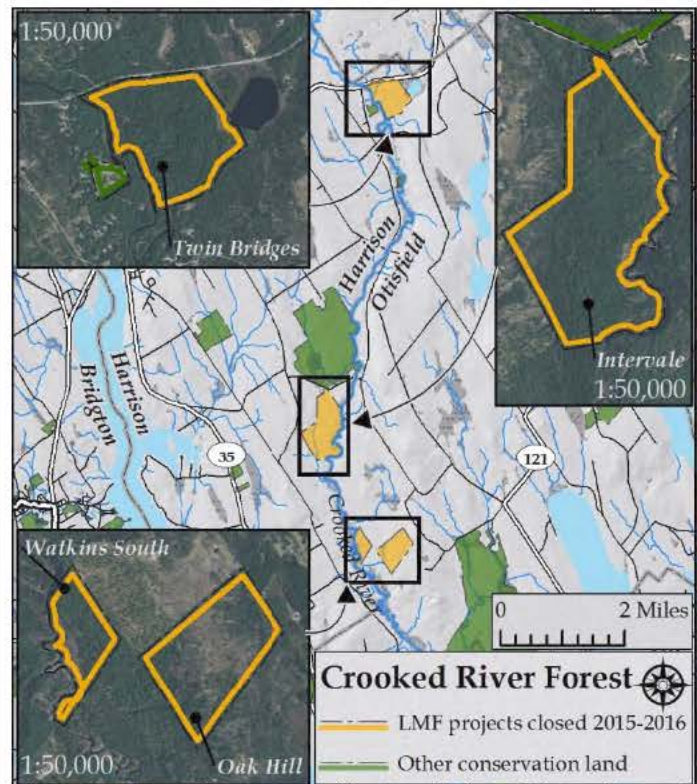 1:50,000
Twin Bridges
Intervale
1:50,000
Harrison
Otisfield
Harrison
Bridgton
35
121
Crooked River
Watkins South
Oak Hill
1:50,000
0 2 Miles
Crooked River Forest
LMF projects closed 2015-2016
Other conservation land